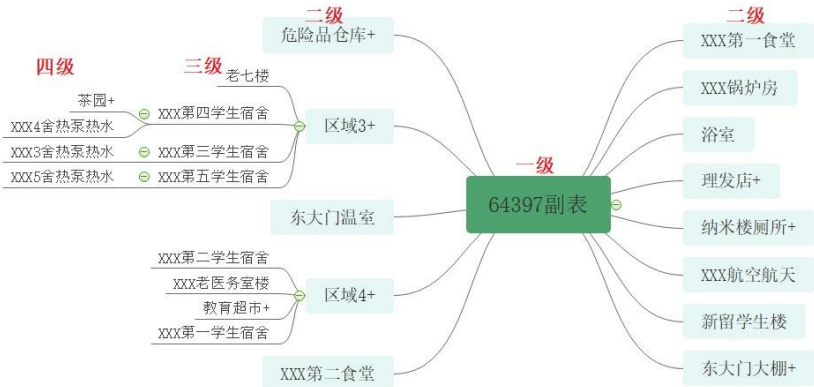 二级
危险品仓库+
四级
三级
老七楼
茶园+
XXX第四学生宿舍
XXX4舍热泵热水
区域3+
XXX3舍热泵热水
XXX第三学生宿舍
XXX5舍热泵热水
XXX第五学生宿舍
东大门温室
XXX第二学生宿舍
XXX老医务室楼
区域4+
教育超市+
XXX第一学生宿舍
XXX第二食堂
一级
64397副表
二级
XXX第一食堂
XXX锅炉房
浴室
理发店+
纳米楼厕所+
XXX航空航天
新留学生楼
东大门大棚+